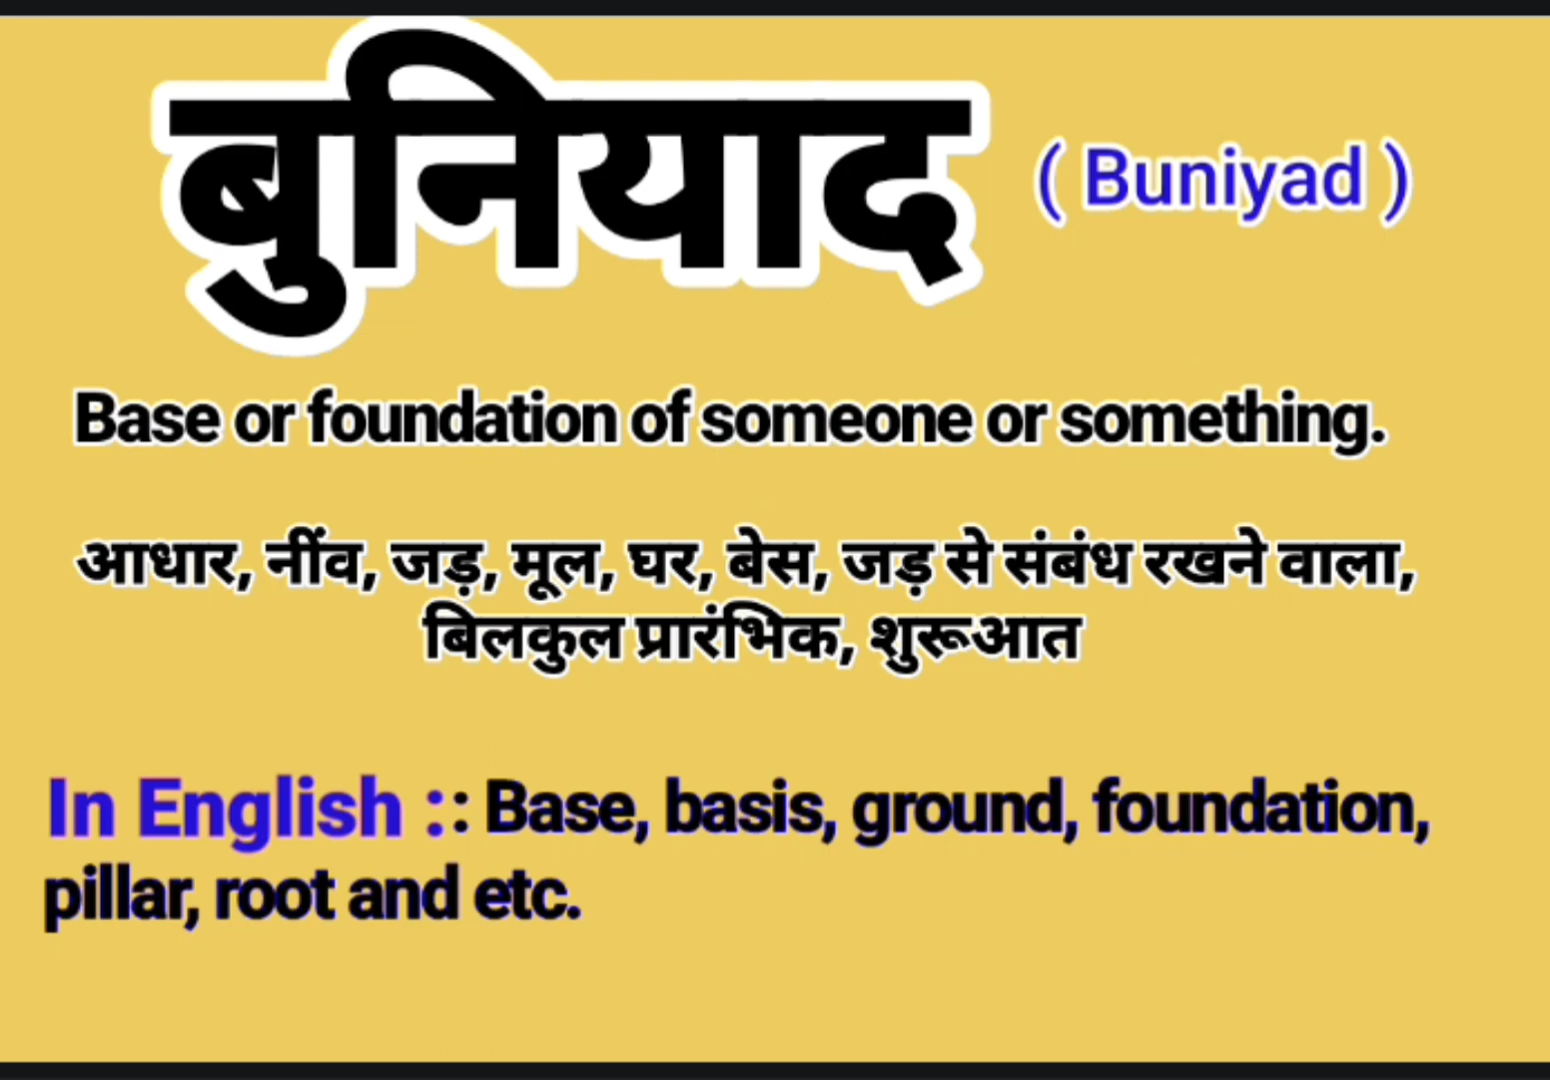 बुनियाद ( Buniyad )
Base or foundation of someone or something.
आधार, नींव, जड़, मूल, घर, बेस, जड़ से संबंध रखने वाला,
बिलकुल प्रारंभिक, शुरूआत
In English :: Base, basis, ground, foundation,
pillar, root and etc.